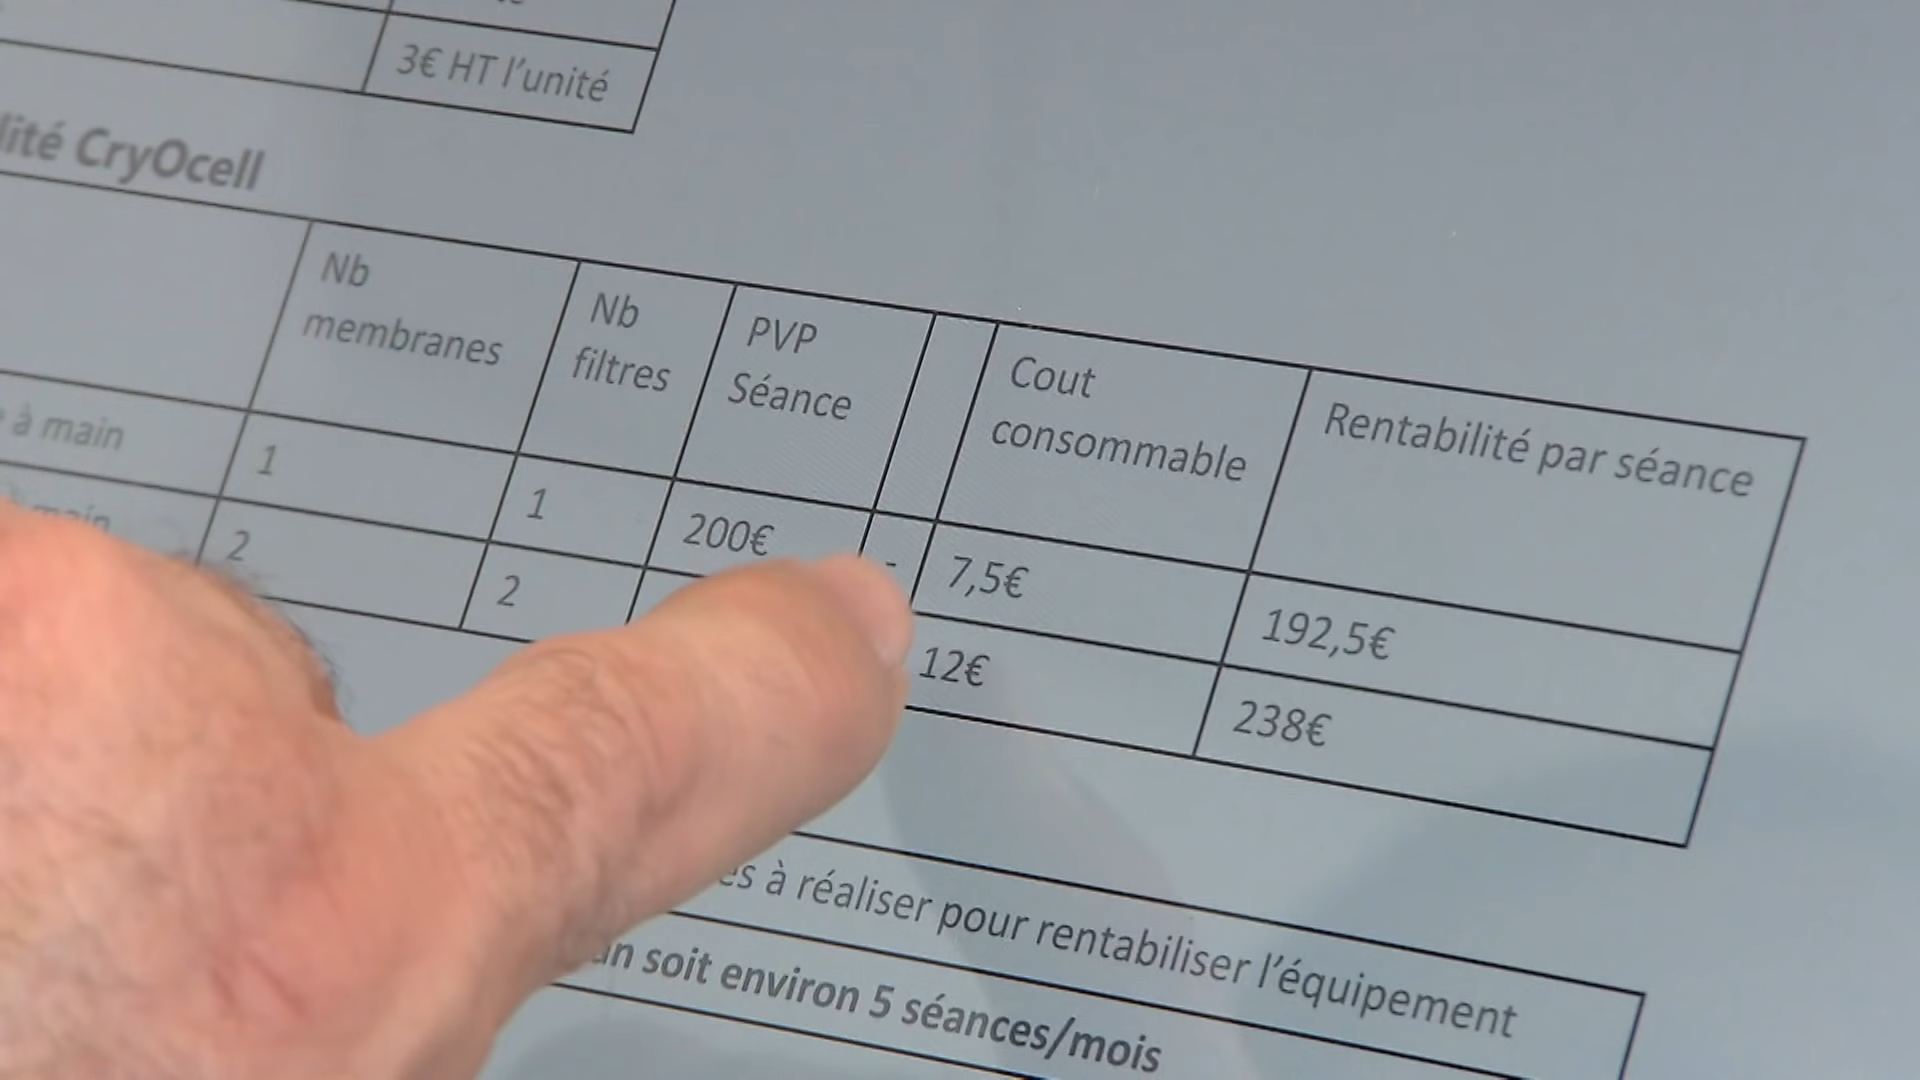 3€ HT l'unité
lité CryOcell
Nb membranes
Nb filtres
PVP Séance
Cout consommable
Rentabilité par séance
à main
1
1
200€
-
7,5€
192,5€
main
2
2
12€
238€
es à réaliser pour rentabiliser l'équipement
an soit environ 5 séances/mois